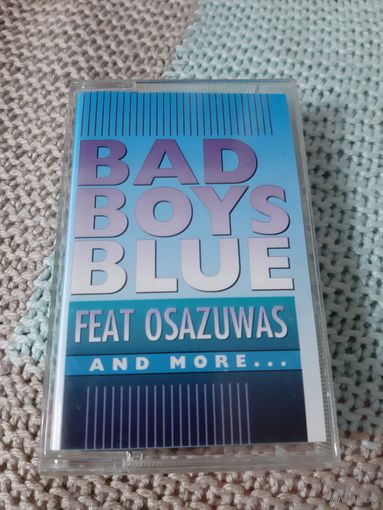 BAD
BOYS
BLUE
FEAT OSAZUWAS
AND MORE...